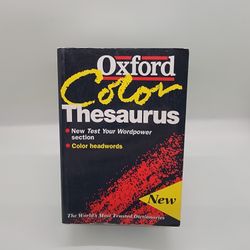 Oxford
Color
Thesaurus
New Test Your Wordpower
section
Color headwords
New
The World's Most Trusted Dictionaries